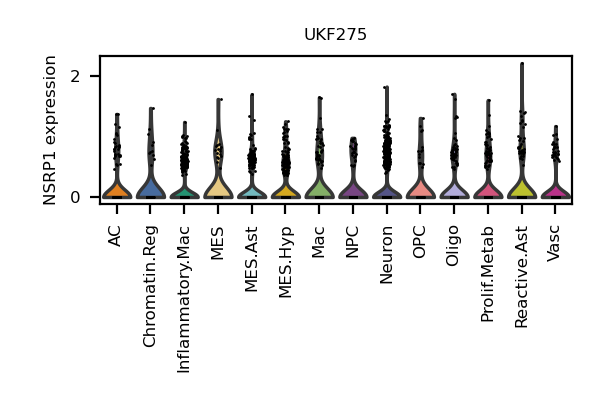 UKF275
NSRP1 expression
2
0
AC
Chromatin.Reg
Inflammatory.Mac
MES
MES.Ast
MES.Hyp
Mac
NPC
Neuron
OPC
Oligo
Prolif.Metab
Reactive.Ast
Vasc